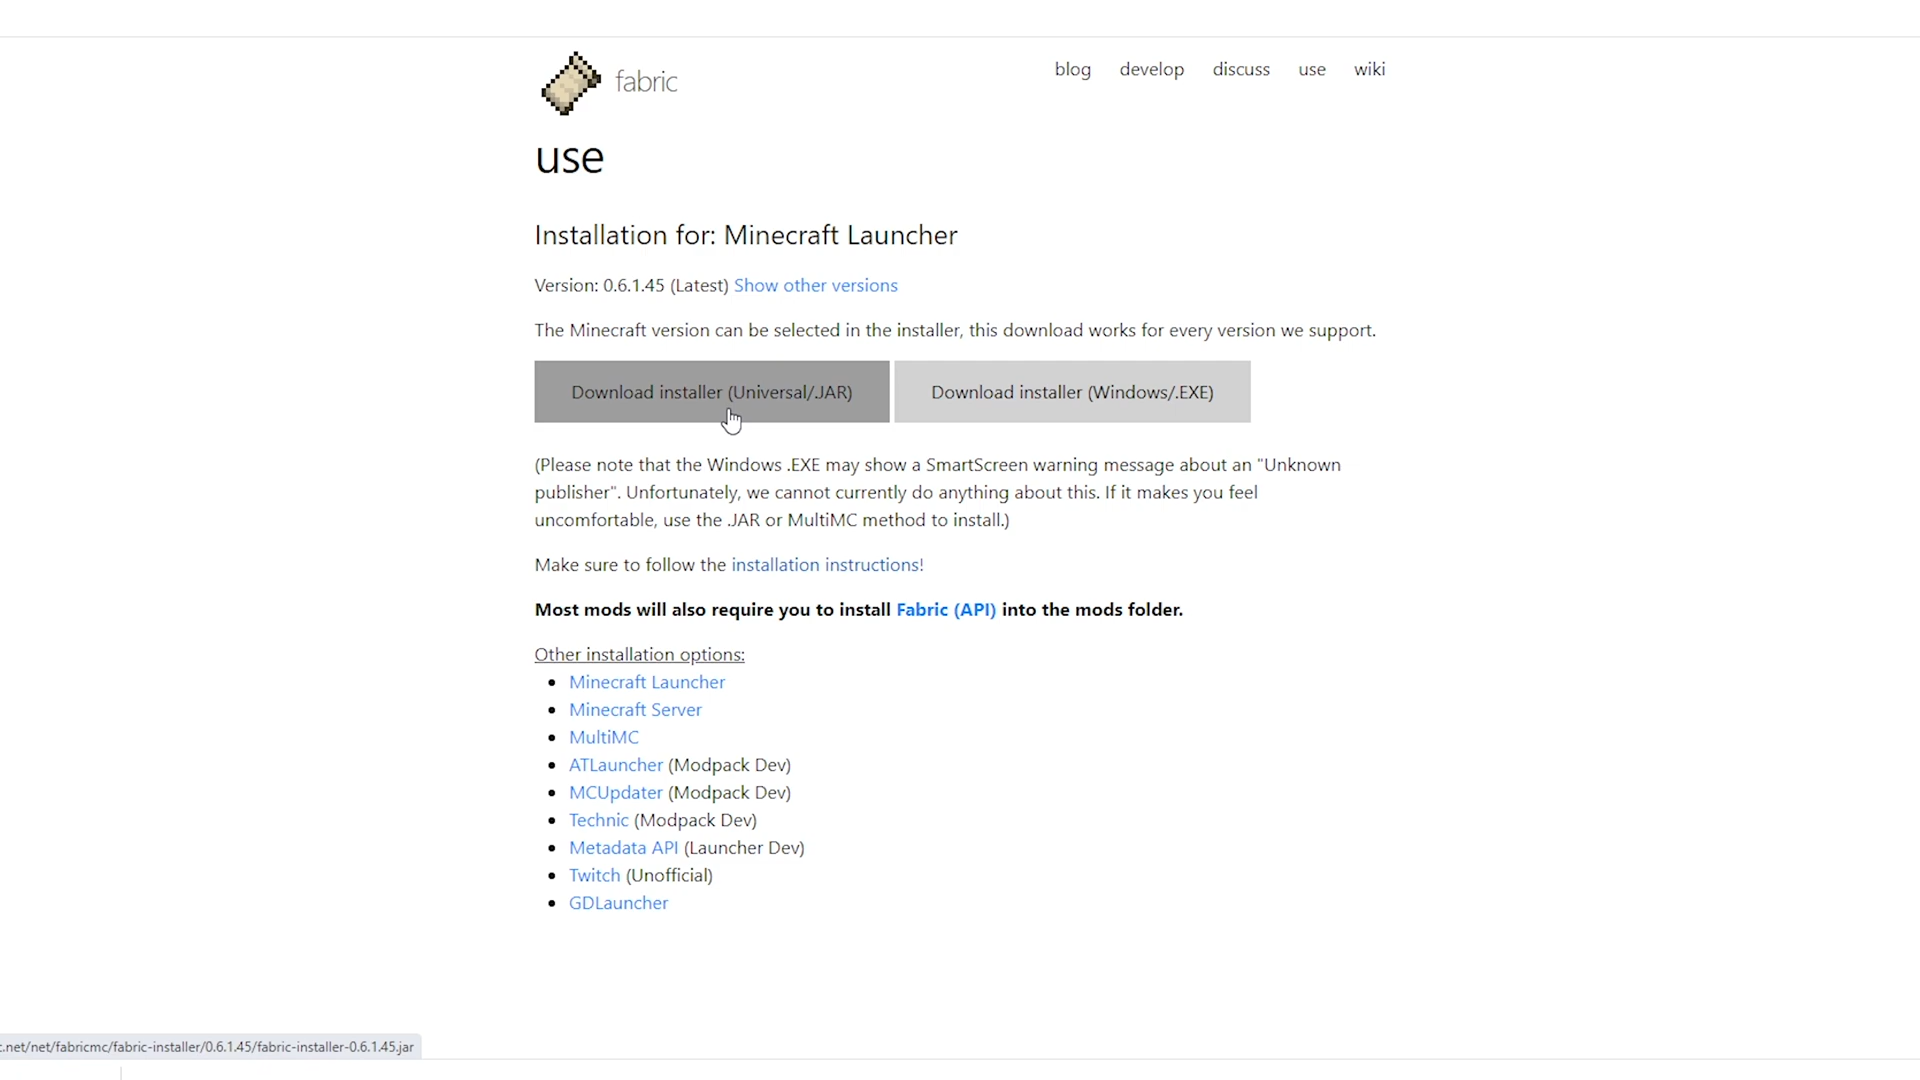 fabric
blog develop discuss use wiki
use
Installation for: Minecraft Launcher
Version: 0.6.1.45 (Latest) Show other versions
The Minecraft version can be selected in the installer, this download works for every version we support.
Download installer (Universal/.JAR) Download installer (Windows/.EXE)
(Please note that the Windows .EXE may show a SmartScreen warning message about an "Unknown
publisher". Unfortunately, we cannot currently do anything about this. If it makes you feel
uncomfortable, use the .JAR or MultiMC method to install.)
Make sure to follow the installation instructions!
Most mods will also require you to install Fabric (API) into the mods folder.
Other installation options:
Minecraft Launcher
Minecraft Server
MultiMC
ATLauncher (Modpack Dev)
MCUpdater (Modpack Dev)
Technic (Modpack Dev)
Metadata API (Launcher Dev)
Twitch (Unofficial)
GDLauncher
.net/net/fabricmc/fabric-installer/0.6.1.45/fabric-installer-0.6.1.45.jar